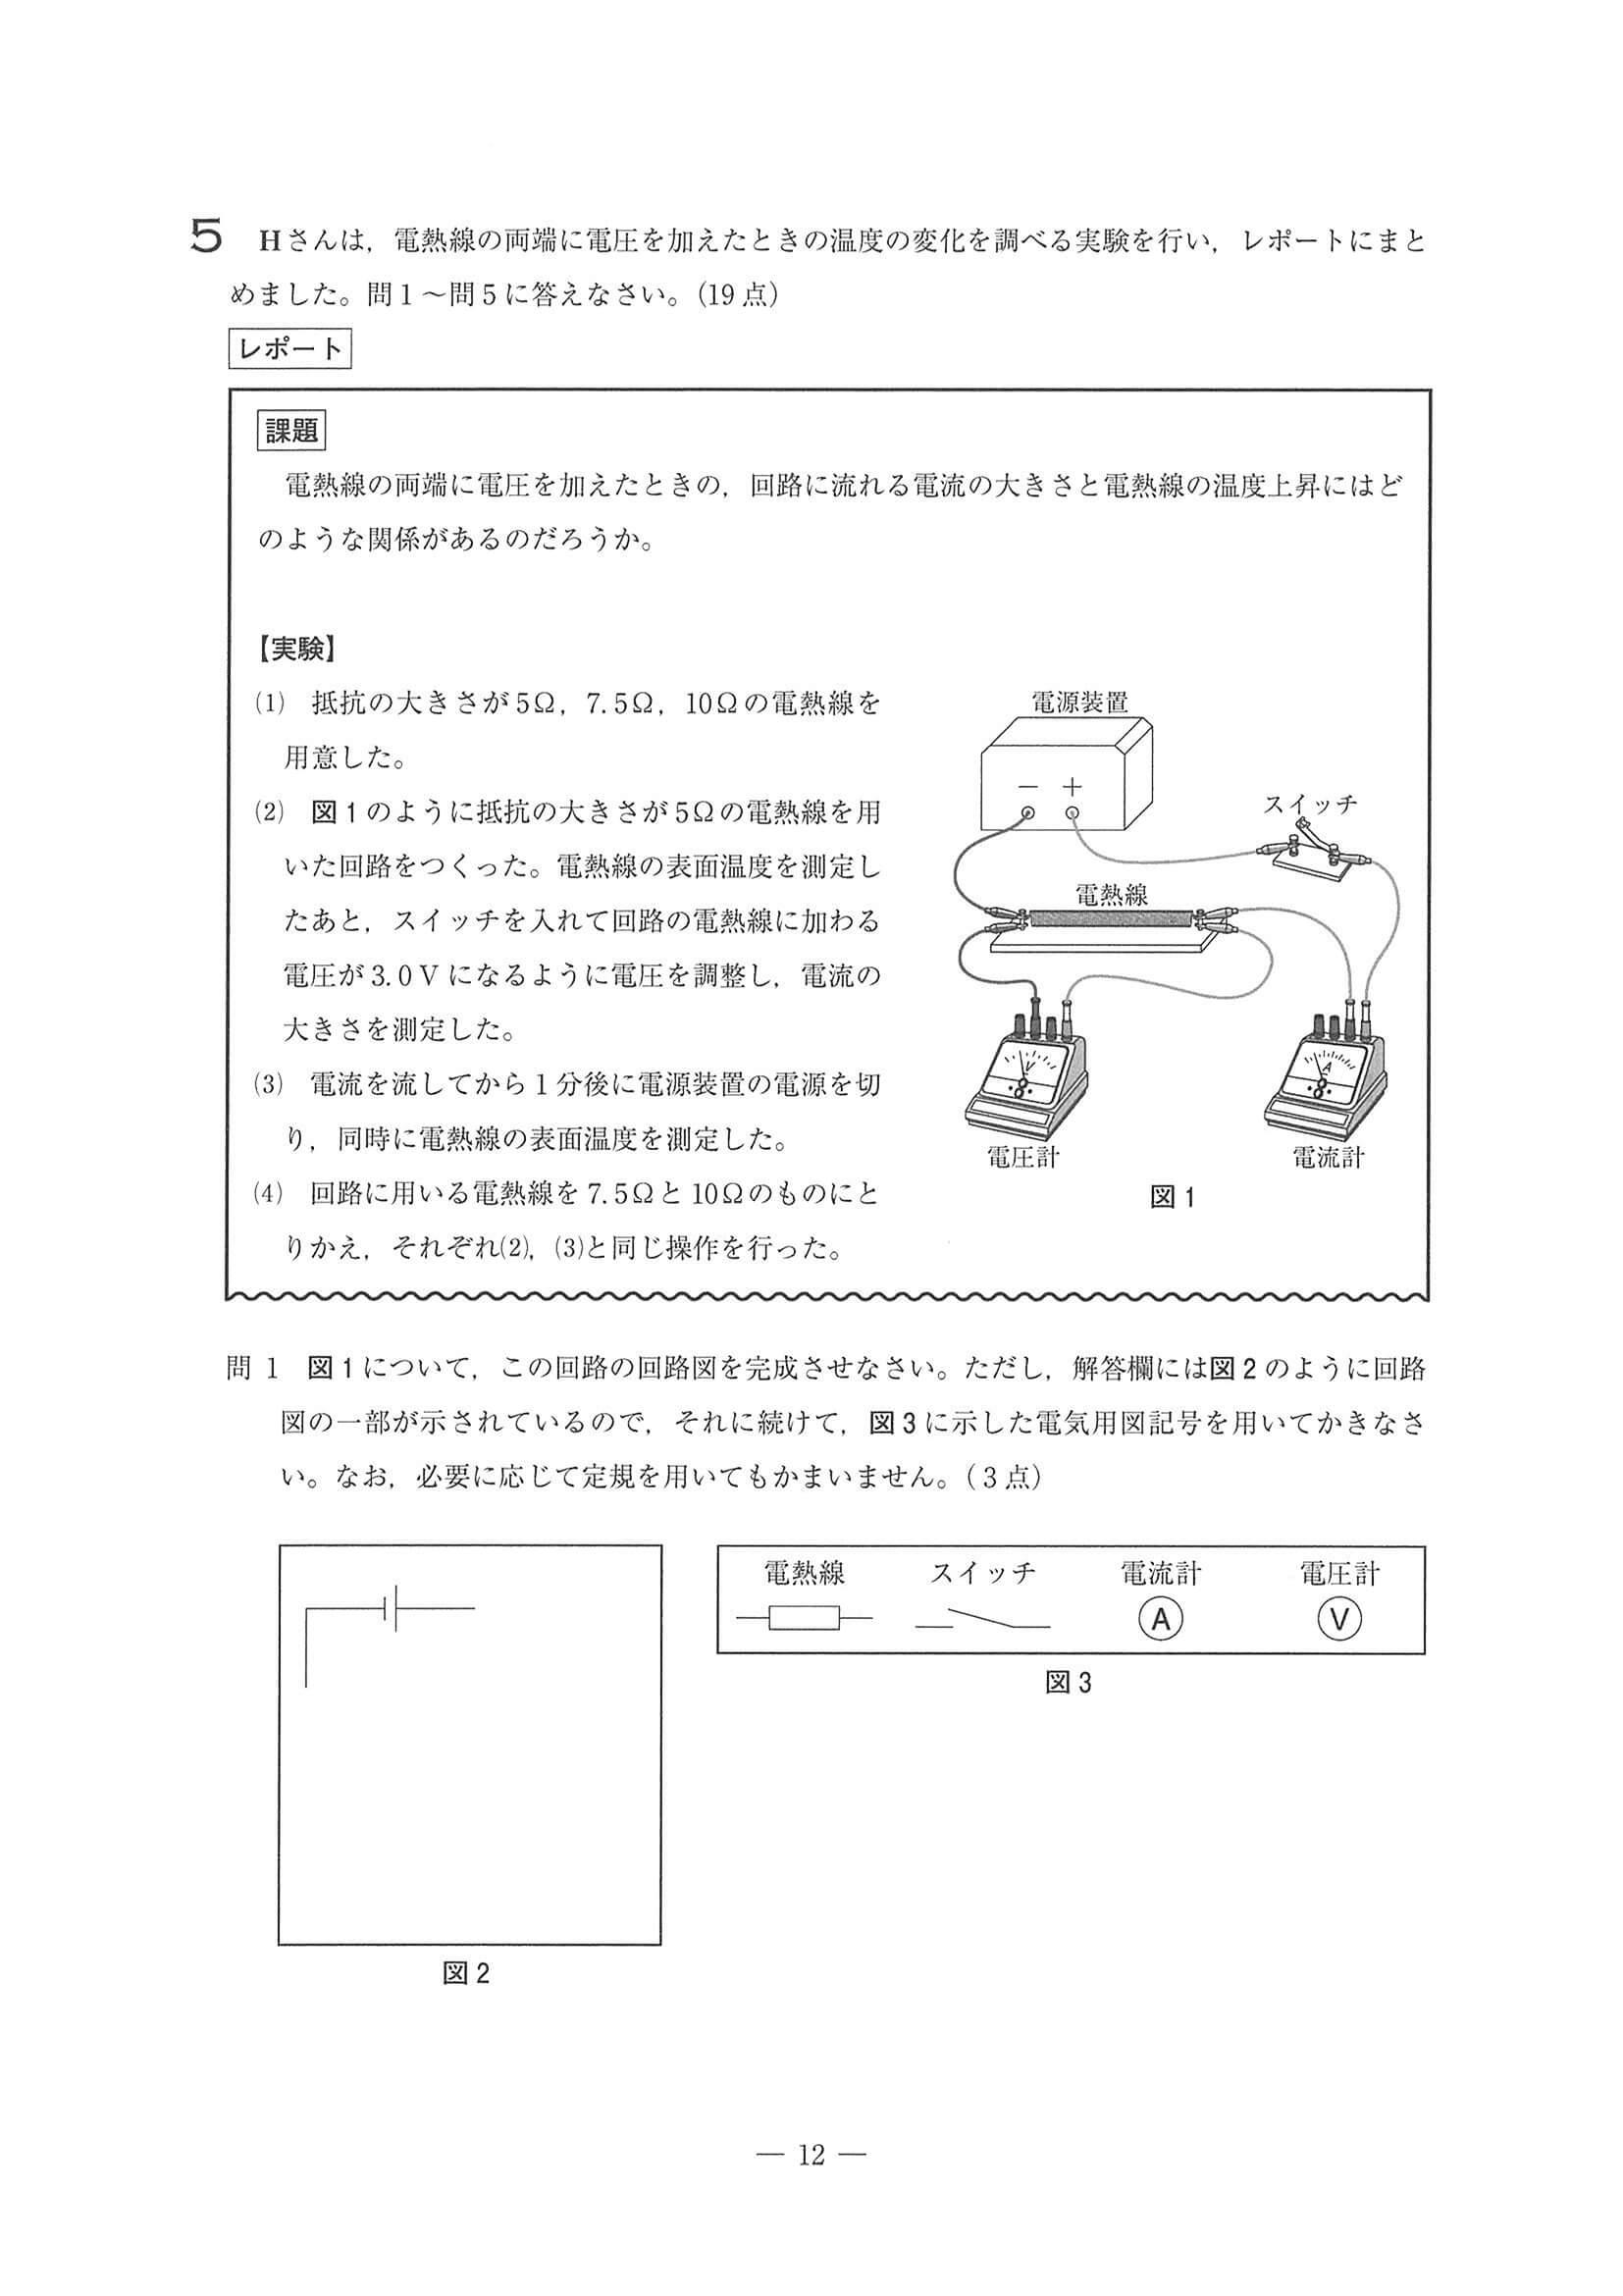 5 Hさんは，電熱線の両端に電圧を加えたときの温度の変化を調べる実験を行い，レポートにまと
めました。問1～問5に答えなさい。(19点)
レポート
課題
電熱線の両端に電圧を加えたときの，回路に流れる電流の大きさと電熱線の温度上昇にはど
のような関係があるのだろうか。
【実験】
(1) 抵抗の大きさが5Ω，7.5Ω，10Ωの電熱線を
用意した。
(2) 図1のように抵抗の大きさが5Ωの電熱線を用
いた回路をつくった。電熱線の表面温度を測定し
たあと，スイッチを入れて回路の電熱線に加わる
電圧が3.0Vになるように電圧を調整し，電流の
大きさを測定した。
(3) 電流を流してから1分後に電源装置の電源を切
り，同時に電熱線の表面温度を測定した。
(4) 回路に用いる電熱線を7.5Ωと10Ωのものにと
りかえ，それぞれ(2)，(3)と同じ操作を行った。
電源装置
− ＋
スイッチ
電熱線
V
A
電圧計
電流計
図1
問1 図1について，この回路の回路図を完成させなさい。ただし，解答欄には図2のように回路
図の一部が示されているので，それに続けて，図3に示した電気用図記号を用いてかきなさ
い。なお，必要に応じて定規を用いてもかまいません。(3点)
電熱線 スイッチ 電流計 電圧計
A V
図3
図2
— 12 —